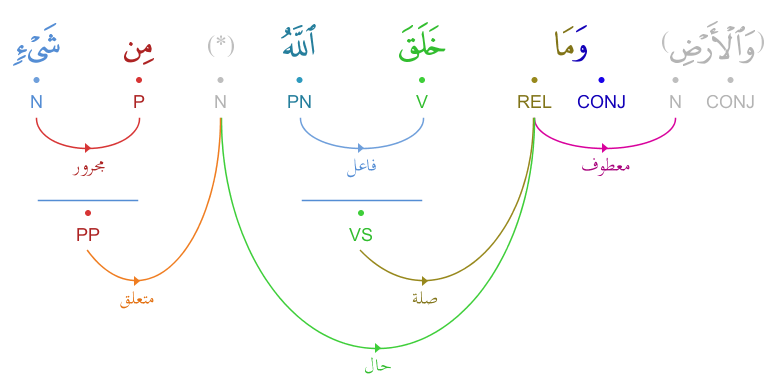 (وَٱلْأَرْضِ) وَمَا خَلَقَ ٱللَّهُ (*) مِن شَىْءٍ
CONJ N CONJ REL V PN N P N
معطوف فاعل مجرور
VS PP
صلة متعلق
حال